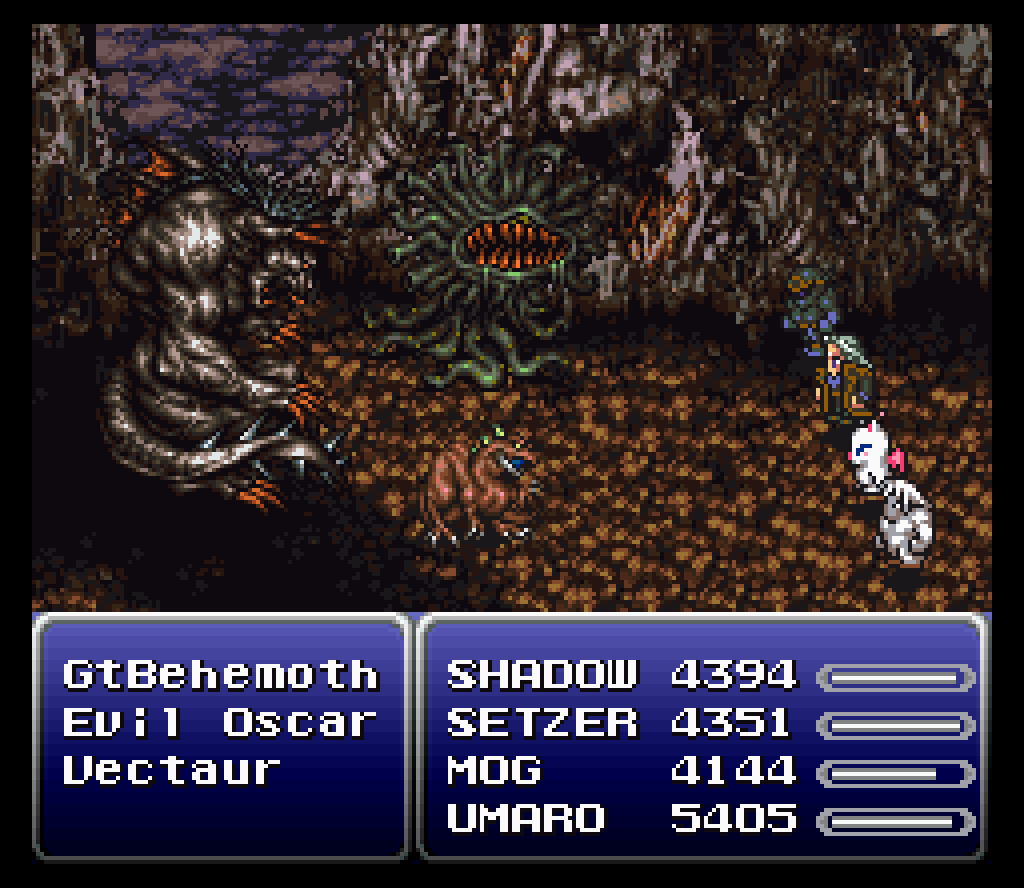 GtBehemoth
Evil Oscar
Vectaur
SHADOW 4394
SETZER 4351
MOG 4144
UMARO 5405